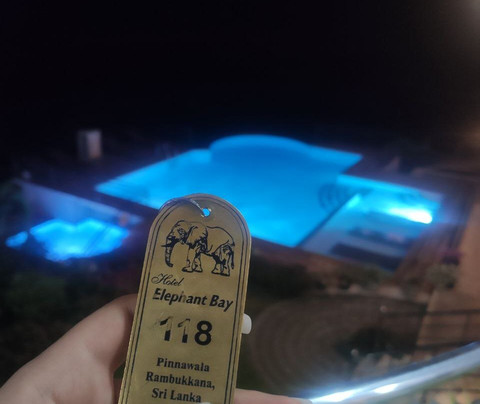 Hotel
Elephant Bay
118
Pinnawala
Rambukkana,
Sri Lanka